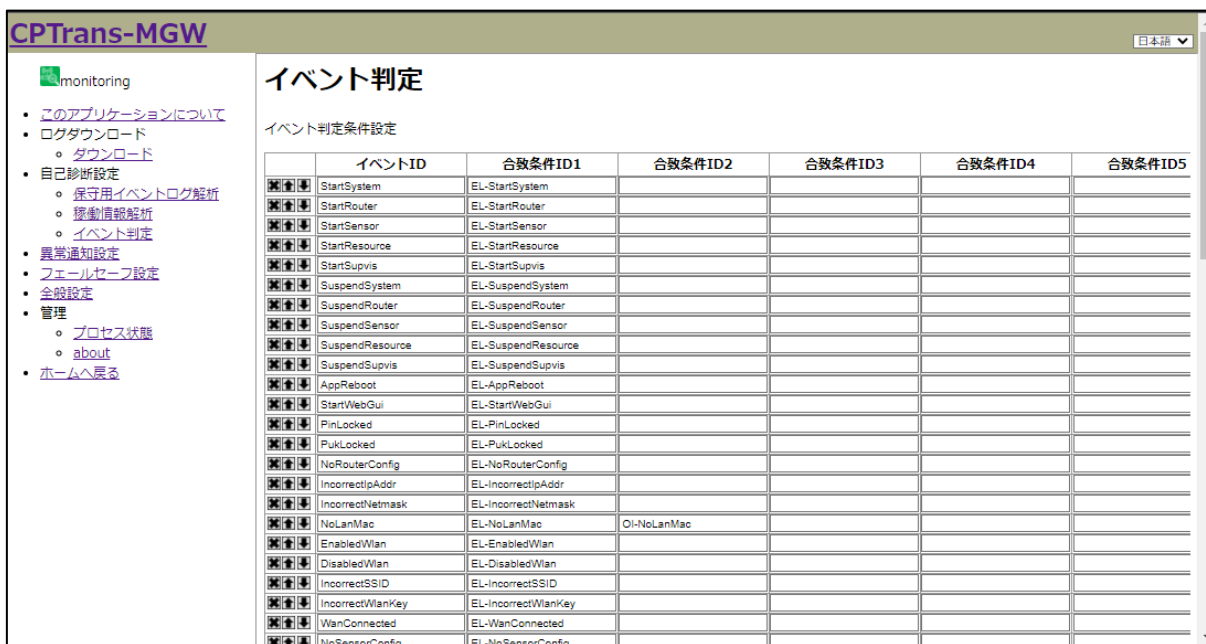 CPTrans-MGW
日本語
monitoring
このアプリケーションについて
ログダウンロード
ダウンロード
自己診断設定
保守用イベントログ解析
稼働情報解析
イベント判定
異常通知設定
フェールセーフ設定
全般設定
管理
プロセス状態
about
ホームへ戻る
イベント判定
イベント判定条件設定
イベントID 合致条件ID1 合致条件ID2 合致条件ID3 合致条件ID4 合致条件ID5
StartSystem EL-StartSystem
StartRouter EL-StartRouter
StartSensor EL-StartSensor
StartResource EL-StartResource
StartSupvis EL-StartSupvis
SuspendSystem EL-SuspendSystem
SuspendRouter EL-SuspendRouter
SuspendSensor EL-SuspendSensor
SuspendResource EL-SuspendResource
SuspendSupvis EL-SuspendSupvis
AppReboot EL-AppReboot
StartWebGui EL-StartWebGui
PinLocked EL-PinLocked
PukLocked EL-PukLocked
NoRouterConfig EL-NoRouterConfig
IncorrectIpAddr EL-IncorrectIpAddr
IncorrectNetmask EL-IncorrectNetmask
NoLanMac EL-NoLanMac OI-NoLanMac
EnabledWlan EL-EnabledWlan
DisabledWlan EL-DisabledWlan
IncorrectSSID EL-IncorrectSSID
IncorrectWlanKey EL-IncorrectWlanKey
WanConnected EL-WanConnected
NoSensorConfig EL-NoSensorConfig